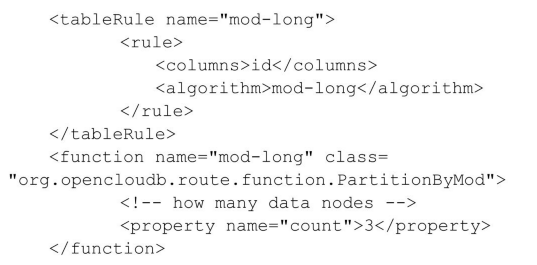 <tableRule name="mod-long">
<rule>
<columns>id</columns>
<algorithm>mod-long</algorithm>
</rule>
</tableRule>
<function name="mod-long" class=
"org.opencloudb.route.function.PartitionByMod">
<!-- how many data nodes -->
<property name="count">3</property>
</function>